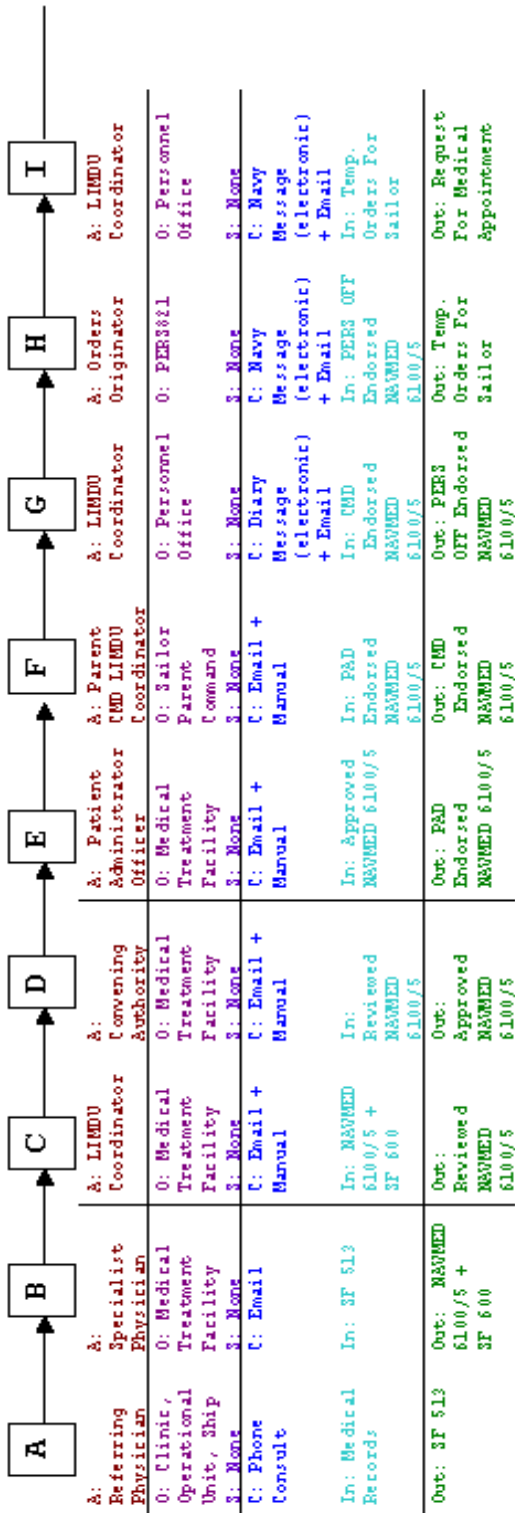 A
B
C
D
E
F
G
H
I
A:
Referring
Physician
O: Clinic,
Operational
Unit, Ship
S: None
C: Phone
Consult
In: Medical
Records
Out: SF 513
A:
Specialist
Physician
O: Medical
Treatment
Facility
S: None
C: Email
In: SF 513
Out: NAVMED
6100/5 +
SF 600
A: LIMDU
Coordinator
O: Medical
Treatment
Facility
S: None
C: Email +
Manual
In: NAVMED
6100/5 +
SF 600
Out:
Reviewed
NAVMED
6100/5
A:
Convening
Authority
O: Medical
Treatment
Facility
S: None
C: Email +
Manual
In:
Reviewed
NAVMED
6100/5
Out:
Approved
NAVMED
6100/5
A: Patient
Administrator
Officer
O: Medical
Treatment
Facility
S: None
C: Email +
Manual
In: Approved
NAVMED 6100/5
Out: PAD
Endorsed
NAVMED 6100/5
A: Parent
CMD LIMDU
Coordinator
O: Sailor
Parent
Command
S: None
C: Email +
Manual
In: PAD
Endorsed
NAVMED
6100/5
Out: CMD
Endorsed
NAVMED
6100/5
A: LIMDU
Coordinator
O: Personnel
Office
S: None
C: Diary
Message
(electronic)
+ Email
In: CMD
Endorsed
NAVMED
6100/5
Out: PERS
OFF Endorsed
NAVMED
6100/5
A: Orders
Originator
O: PERS821
S: None
C: Navy
Message
(electronic)
+ Email
In: PERS OFF
Endorsed
NAVMED
6100/5
Out: Temp.
Orders For
Sailor
A: LIMDU
Coordinator
O: Personnel
Office
S: None
C: Navy
Message
(electronic)
+ Email
In: Temp.
Orders For
Sailor
Out: Request
For Medical
Appointment